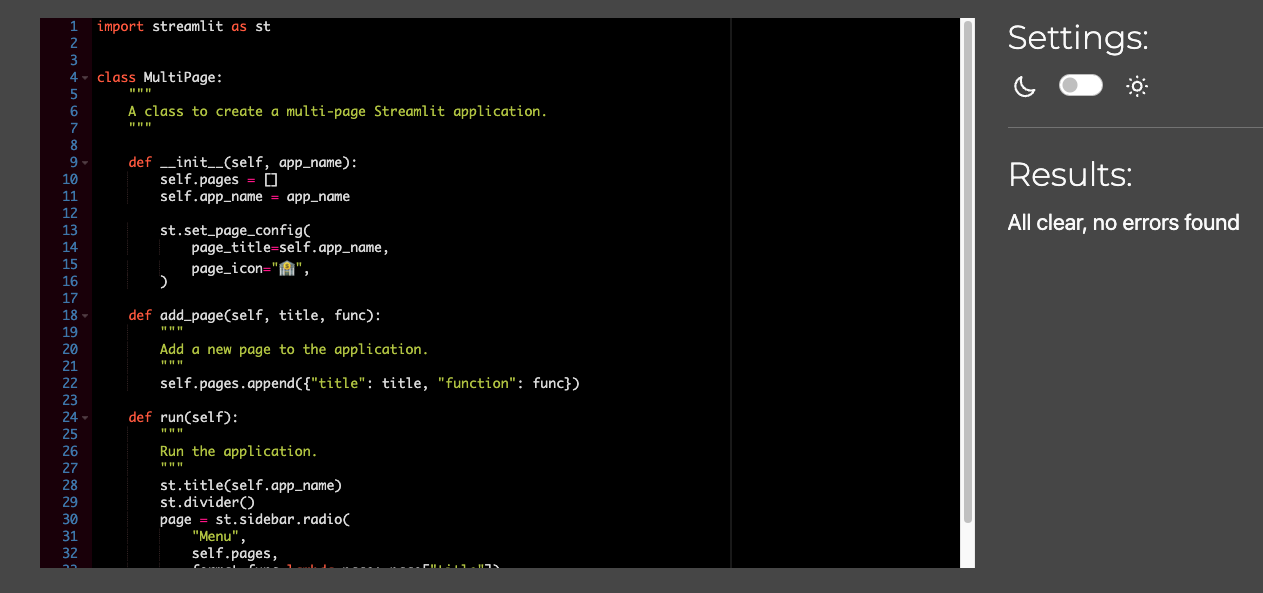 1 import streamlit as st
2
3
4 class MultiPage:
5     """
6     A class to create a multi-page Streamlit application.
7     """
8
9     def __init__(self, app_name):
10         self.pages = []
11         self.app_name = app_name
12
13         st.set_page_config(
14             page_title=self.app_name,
15             page_icon="🏫",
16         )
17
18     def add_page(self, title, func):
19         """
20         Add a new page to the application.
21         """
22         self.pages.append({"title": title, "function": func})
23
24     def run(self):
25         """
26         Run the application.
27         """
28         st.title(self.app_name)
29         st.divider()
30         page = st.sidebar.radio(
31             "Menu",
32             self.pages,
33             format_func=lambda page: page["title"])
Settings:
Results:
All clear, no errors found